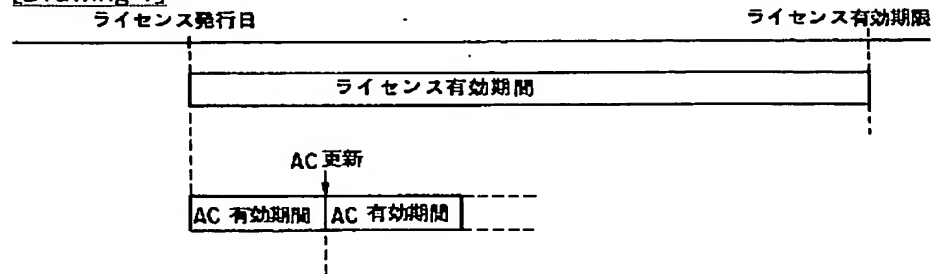 [Drawing
ライセンス発行日 ライセンス有効期限
ライセンス有効期間
AC 更新
AC 有効期間 AC 有効期間